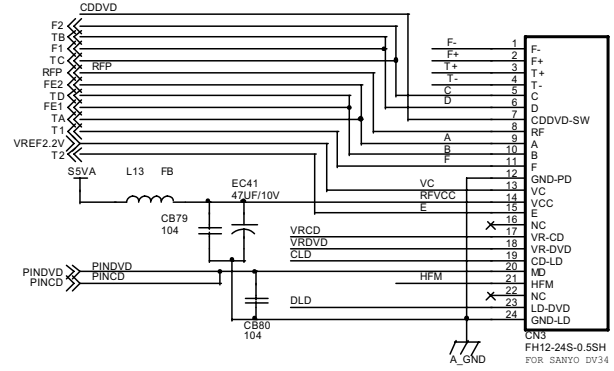 CDDVD
F2
TB
F1
TC
RFP RFP
FE2
TD
FE1
TA
T1
VREF2.2V
T2
S5VA
L13 FB
EC41
47UF/10V
CB79
104
PINDVD PINDVD
PINCD PINCD
CB80
104
VRCD
VRDVD
CLD
HFM
DLD
F- 1 F-
F+ 2 F+
T+ 3 T+
T- 4 T-
C 5 C
D 6 D
7 CDDVD-SW
8 RF
A 9 A
B 10 B
F 11 F
12 GND-PD
VC 13 VC
RFVCC 14 VCC
E 15 E
16 NC
17 VR-CD
18 VR-DVD
19 CD-LD
20 MD
21 HFM
22 NC
23 LD-DVD
24 GND-LD
A_GND
CN3
FH12-24S-0.5SH
FOR SANYO DV34